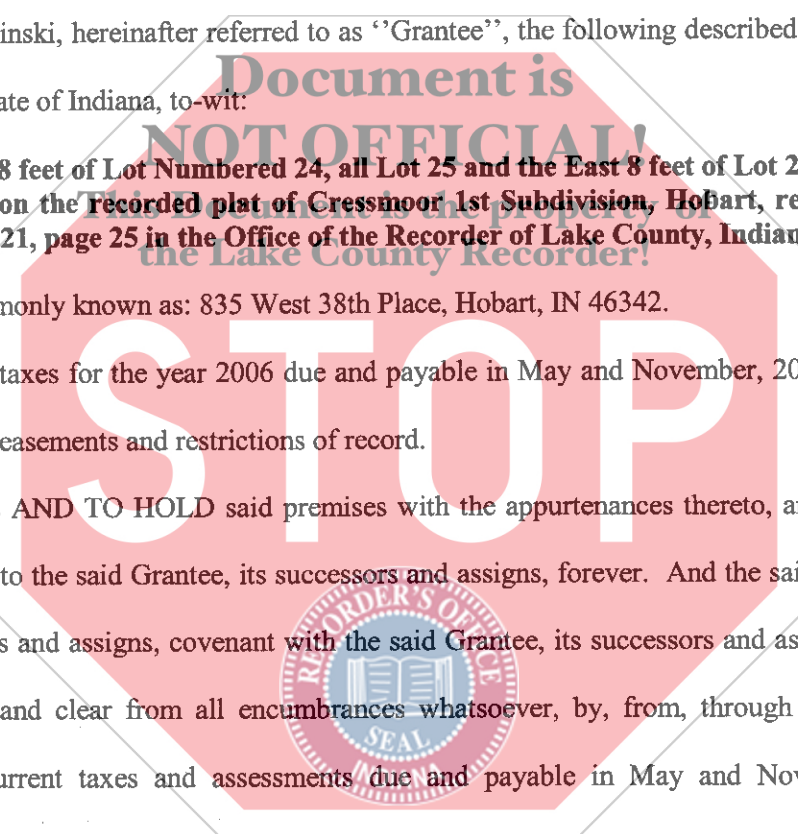 inski, hereinafter referred to as ‘‘Grantee’’, the following described
Document is
ate of Indiana, to-wit:
NOT OFFICIAL!
8 feet of Lot Numbered 24, all Lot 25 and the East 8 feet of Lot 2
This Document is the property of
on the recorded plat of Cressmoor 1st Subdivision, Hobart, re
21, page 25 in the Office of the Recorder of Lake County, Indian
the Lake County Recorder!
monly known as: 835 West 38th Place, Hobart, IN 46342.
STOP
taxes for the year 2006 due and payable in May and November, 20
easements and restrictions of record.
AND TO HOLD said premises with the appurtenances thereto, a
to the said Grantee, its successors and assigns, forever. And the sai
s and assigns, covenant with the said Grantee, its successors and as
and clear from all encumbrances whatsoever, by, from, through
urrent taxes and assessments due and payable in May and Nov
RECORDER'S OFFICE
SEAL
INDIANA